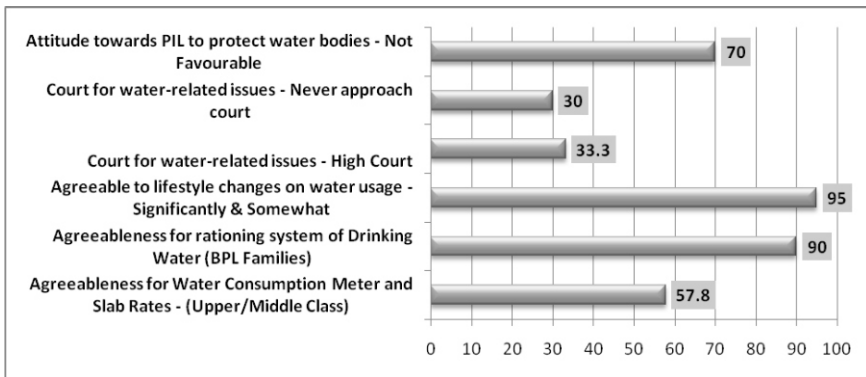 Attitude towards PIL to protect water bodies - Not
Favourable
70
Court for water-related issues - Never approach
court
30
Court for water-related issues - High Court
33.3
Agreeable to lifestyle changes on water usage -
Significantly & Somewhat
95
Agreeableness for rationing system of Drinking
Water (BPL Families)
90
Agreeableness for Water Consumption Meter and
Slab Rates - (Upper/Middle Class)
57.8
0 10 20 30 40 50 60 70 80 90 100